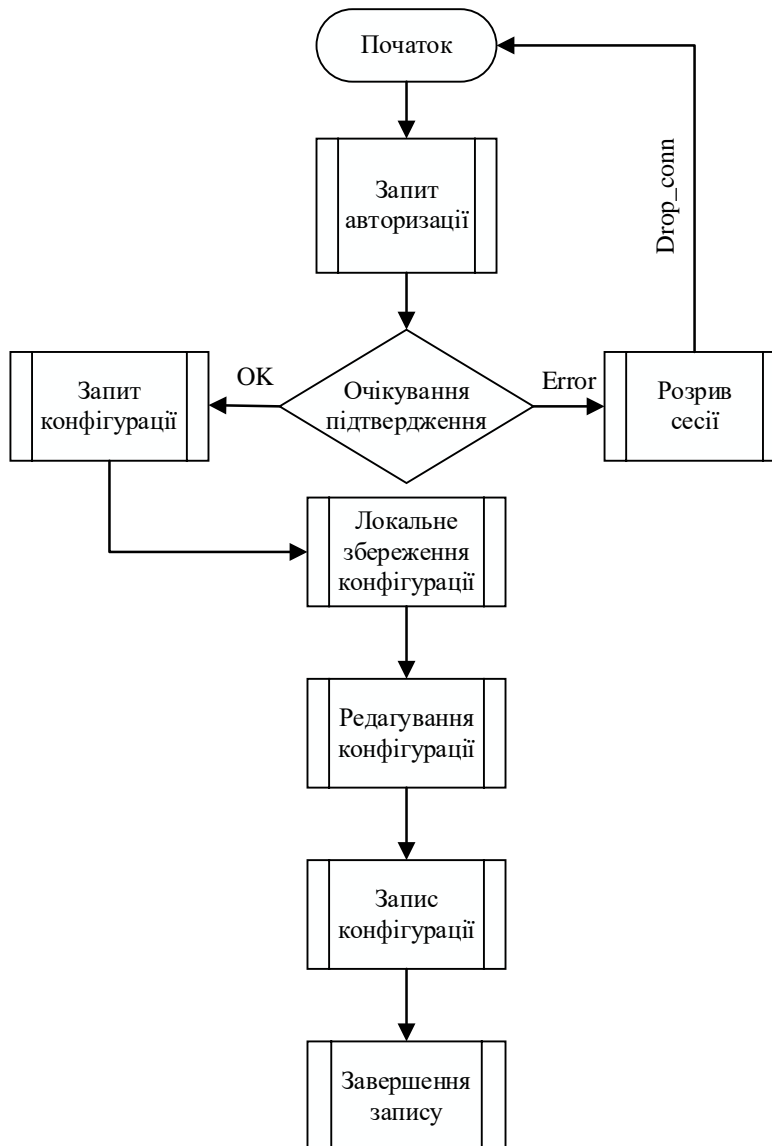 Початок
Drop_conn
Запит
авторизації
OK
Error
Запит
конфігурації
Очікування
підтвердження
Розрив
сесії
Локальне
збереження
конфігурації
Редагування
конфігурації
Запис
конфігурації
Завершення
запису